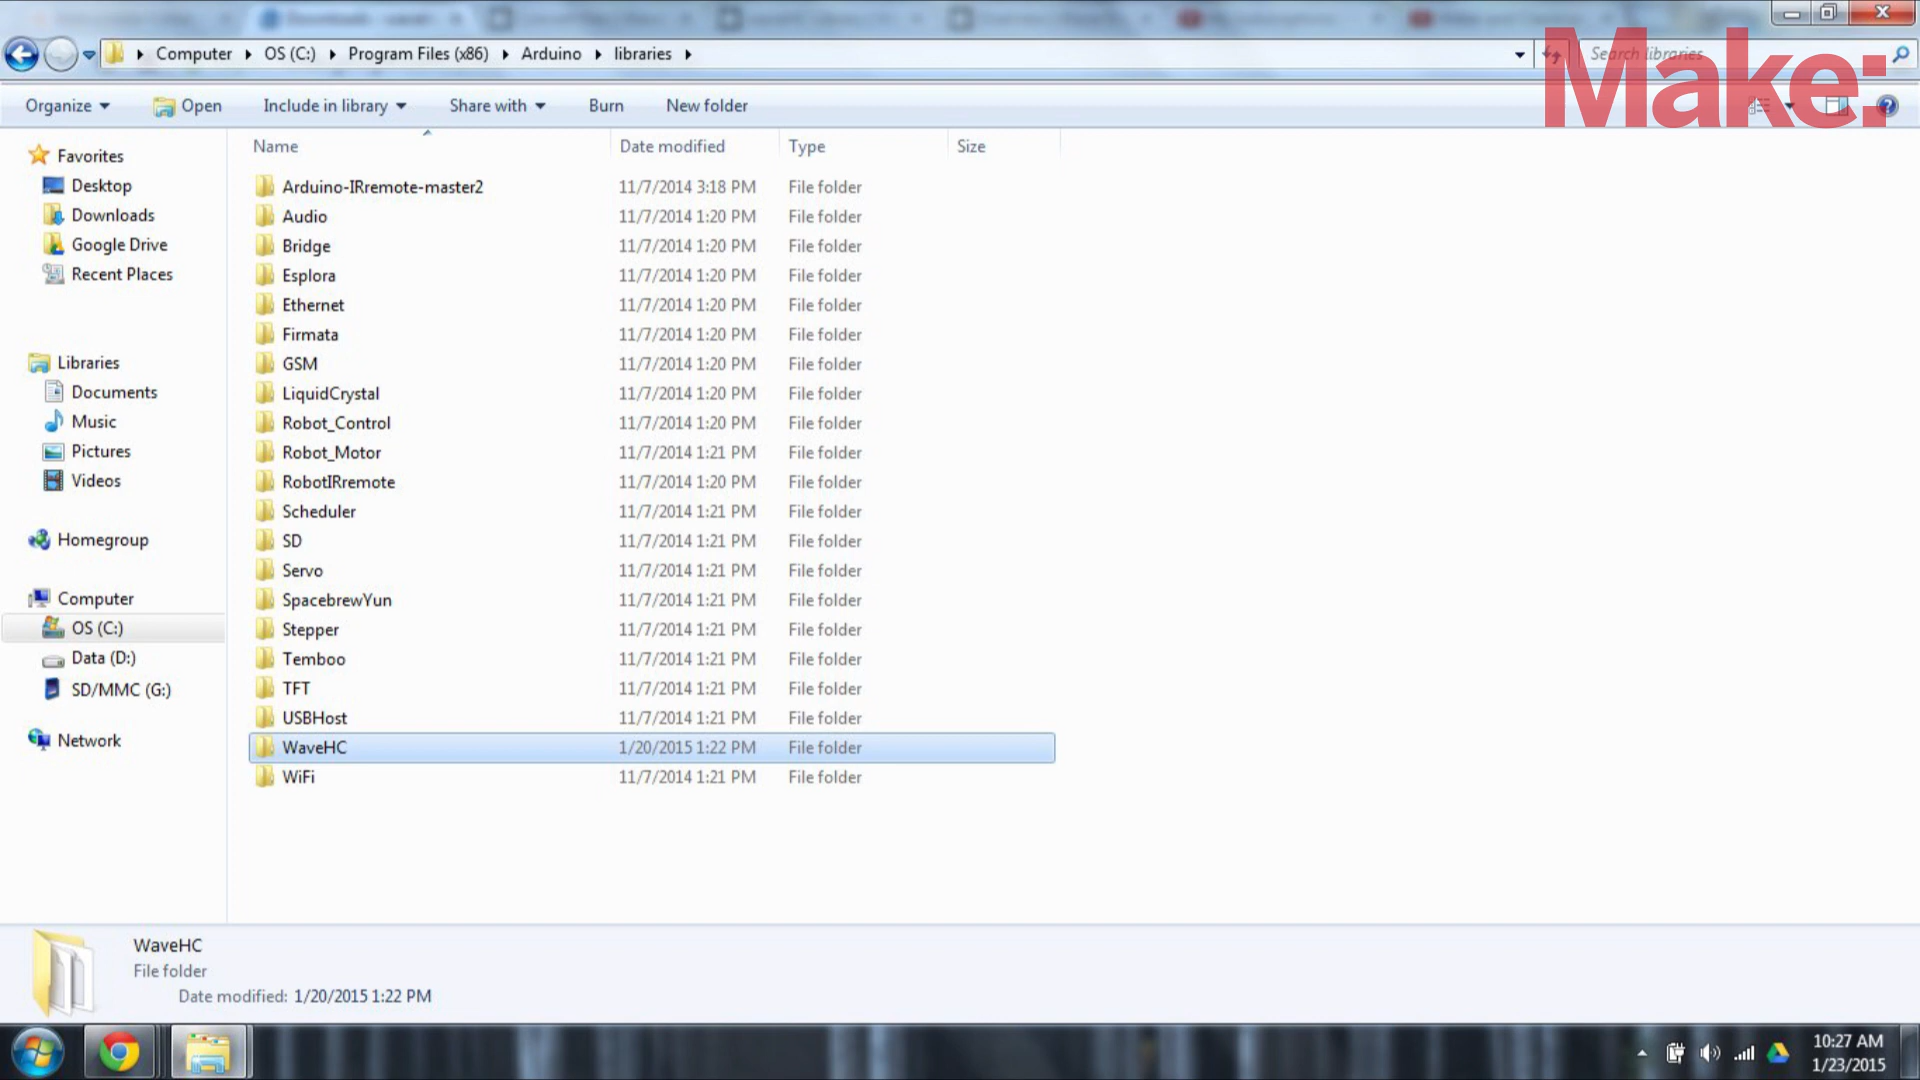 Make:
Computer OS (C:) Program Files (x86) Arduino libraries Search libraries
Organize Open Include in library Share with Burn New folder
Name Date modified Type Size
Favorites
Desktop
Downloads
Google Drive
Recent Places
Libraries
Documents
Music
Pictures
Videos
Homegroup
Computer
OS (C:)
Data (D:)
SD/MMC (G:)
Network
Arduino-IRremote-master2 11/7/2014 3:18 PM File folder
Audio 11/7/2014 1:20 PM File folder
Bridge 11/7/2014 1:20 PM File folder
Esplora 11/7/2014 1:20 PM File folder
Ethernet 11/7/2014 1:20 PM File folder
Firmata 11/7/2014 1:20 PM File folder
GSM 11/7/2014 1:20 PM File folder
LiquidCrystal 11/7/2014 1:20 PM File folder
Robot_Control 11/7/2014 1:20 PM File folder
Robot_Motor 11/7/2014 1:21 PM File folder
RobotIRremote 11/7/2014 1:20 PM File folder
Scheduler 11/7/2014 1:21 PM File folder
SD 11/7/2014 1:21 PM File folder
Servo 11/7/2014 1:21 PM File folder
SpacebrewYun 11/7/2014 1:21 PM File folder
Stepper 11/7/2014 1:21 PM File folder
Temboo 11/7/2014 1:21 PM File folder
TFT 11/7/2014 1:21 PM File folder
USBHost 11/7/2014 1:21 PM File folder
WaveHC 1/20/2015 1:22 PM File folder
WiFi 11/7/2014 1:21 PM File folder
WaveHC
File folder
Date modified: 1/20/2015 1:22 PM
10:27 AM
1/23/2015